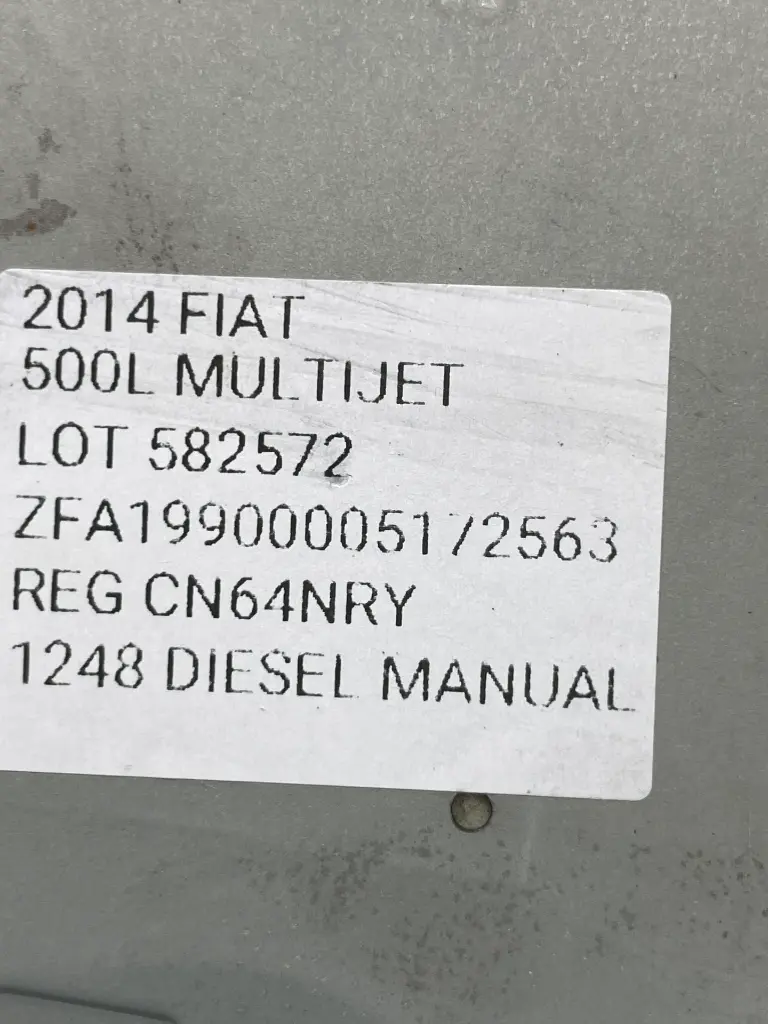 2014 FIAT
500L MULTIJET
LOT 582572
ZFA19900005172563
REG CN64NRY
1248 DIESEL MANUAL